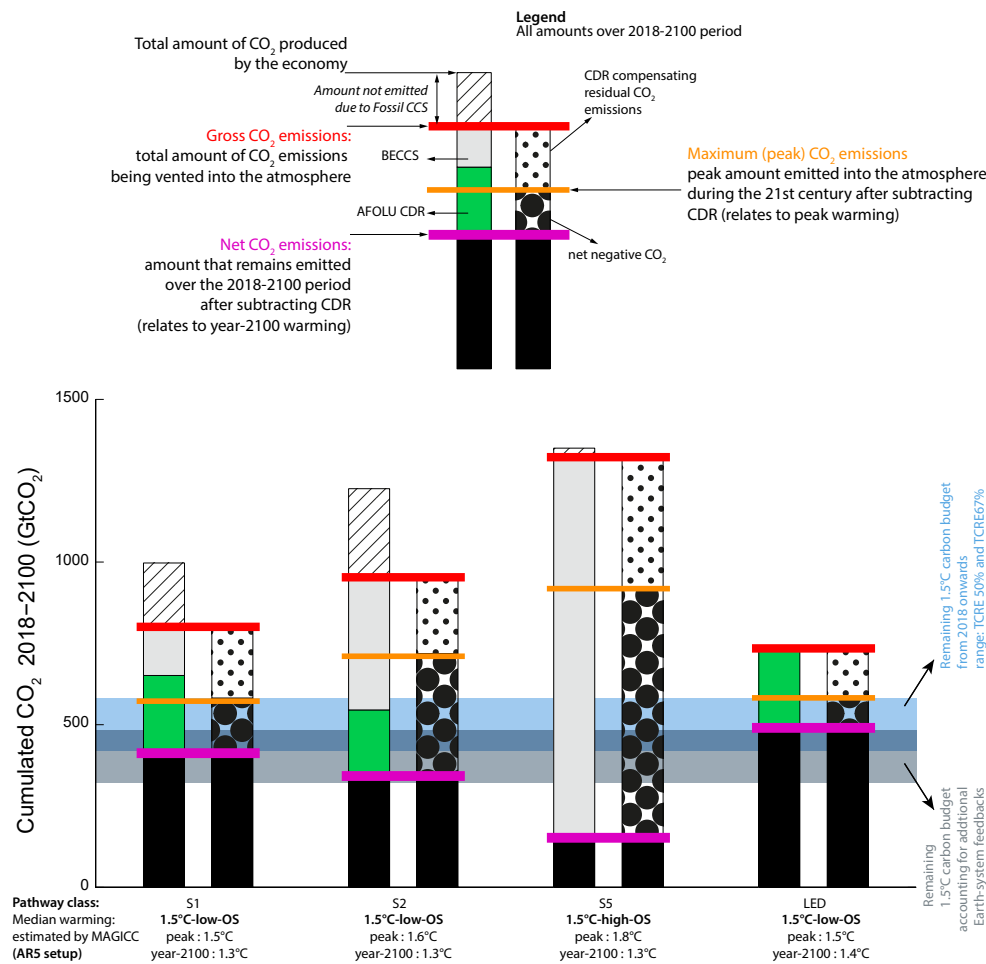 Legend
All amounts over 2018-2100 period
Total amount of CO₂ produced
by the economy
Amount not emitted
due to Fossil CCS
CDR compensating
residual CO₂
emissions
Gross CO₂ emissions:
total amount of CO₂ emissions
being vented into the atmosphere
BECCS
Maximum (peak) CO₂ emissions
peak amount emitted into the atmosphere
during the 21st century after subtracting
CDR (relates to peak warming)
AFOLU CDR
Net CO₂ emissions:
amount that remains emitted
over the 2018-2100 period
after subtracting CDR
(relates to year-2100 warming)
net negative CO₂
Cumulated CO₂ 2018−2100 (GtCO₂)
1500
1000
500
0
Remaining 1.5°C carbon budget
from 2018 onwards
range: TCRE 50% and TCRE67%
Remaining
1.5°C carbon budget
accounting for addtional
Earth-system feedbacks
Pathway class: S1 S2 S5 LED
Median warming: 1.5°C-low-OS 1.5°C-low-OS 1.5°C-high-OS 1.5°C-low-OS
estimated by MAGICC peak : 1.5°C peak : 1.6°C peak : 1.8°C peak : 1.5°C
(AR5 setup) year-2100 : 1.3°C year-2100 : 1.3°C year-2100 : 1.3°C year-2100 : 1.4°C